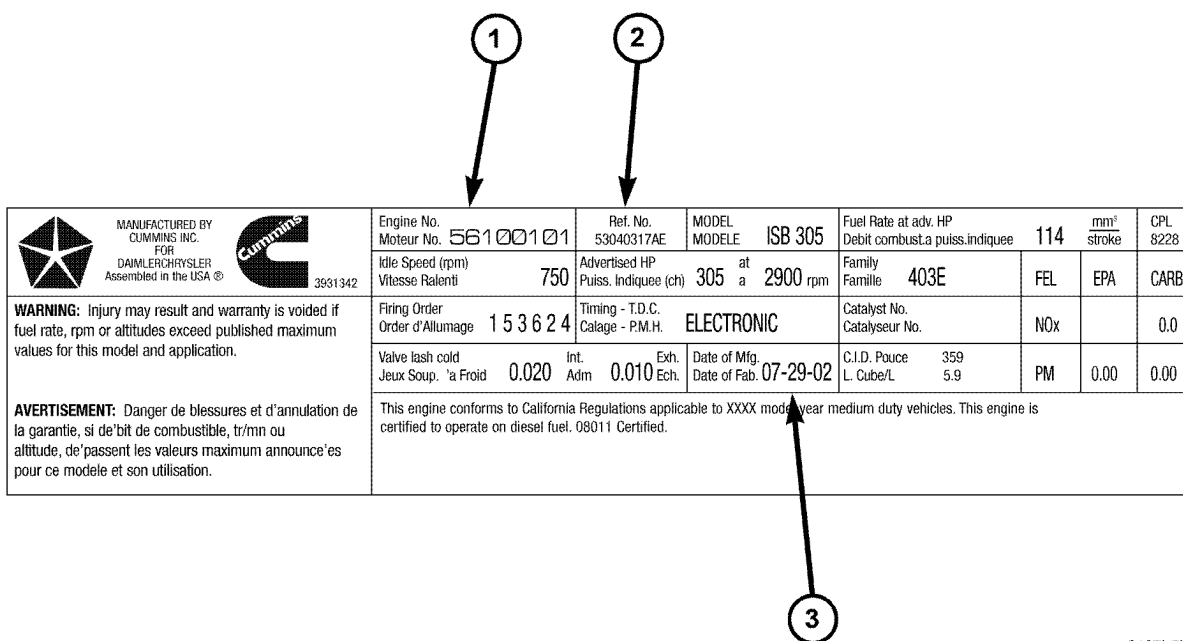 1
2
MANUFACTURED BY
CUMMINS INC.
FOR
DAIMLERCHRYSLER
Assembled in the USA ®
Cummins
3931342
WARNING: Injury may result and warranty is voided if
fuel rate, rpm or altitudes exceed published maximum
values for this model and application.
AVERTISEMENT: Danger de blessures et d'annulation de
la garantie, si de'bit de combustible, tr/mn ou
altitude, de'passent les valeurs maximum announce'es
pour ce modele et son utilisation.
Engine No.
Moteur No. 56100101
Ref. No.
53040317AE
MODEL
MODELE ISB 305
Fuel Rate at adv. HP
Debit combust.a puiss.indiquee 114 mm³
stroke
CPL
8228
Idle Speed (rpm)
Vitesse Ralenti 750
Advertised HP at
Puiss. Indiquee (ch) 305 a 2900 rpm
Family
Famille 403E
FEL EPA CARB
Firing Order
Order d'Allumage 1 5 3 6 2 4
Timing - T.D.C.
Calage - P.M.H. ELECTRONIC
Catalyst No.
Catalyseur No.
NOx 0.0
Valve lash cold Int. Exh.
Jeux Soup. 'a Froid 0.020 Adm 0.010 Ech.
Date of Mfg.
Date of Fab. 07-29-02
C.I.D. Pouce 359
L. Cube/L 5.9
PM 0.00 0.00
This engine conforms to California Regulations applicable to XXXX model year medium duty vehicles. This engine is
certified to operate on diesel fuel. 08011 Certified.
3